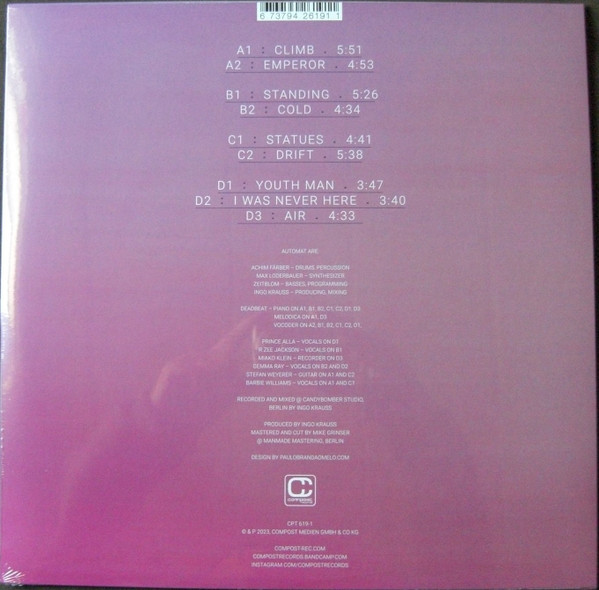 6 73794 26191 1
A1 : CLIMB . 5:51
A2 : EMPEROR . 4:53
B1 : STANDING . 5:26
B2 : COLD . 4:34
C1 : STATUES . 4:41
C2 : DRIFT . 5:38
D1 : YOUTH MAN . 3:47
D2 : I WAS NEVER HERE . 3:40
D3 : AIR . 4:33
AUTOMAT ARE:
ACHIM FÄRBER – DRUMS, PERCUSSION
MAX LODERBAUER – SYNTHESIZER
ZEITBLOM – BASSES, PROGRAMMING
INGO KRAUSS – PRODUCING, MIXING
DEADBEAT – PIANO ON A1, B1, B2, C1, C2, D1, D3
MELODICA ON A1, D3
VOCODER ON A2, B1, B2, C1, C2, D1,
PRINCE ALLA – VOCALS ON D1
R.ZEE JACKSON – VOCALS ON B1
MIAKO KLEIN – RECORDER ON D3
GEMMA RAY – VOCALS ON B2 AND D2
STEFAN WEYERER – GUITAR ON A1 AND C2
BARBIE WILLIAMS – VOCALS ON A1 AND C1
RECORDED AND MIXED @ CANDYBOMBER STUDIO,
BERLIN BY INGO KRAUSS
PRODUCED BY INGO KRAUSS
MASTERED AND CUT BY MIKE GRINSER
@ MANMADE MASTERING, BERLIN
DESIGN BY PAULOBRANDAOMELO.COM
COMPOST
CPT 619-1
© & P 2023, COMPOST MEDIEN GMBH & CO KG
COMPOST-REC.COM
COMPOSTRECORDS.BANDCAMP.COM
INSTAGRAM.COM/COMPOSTRECORDS